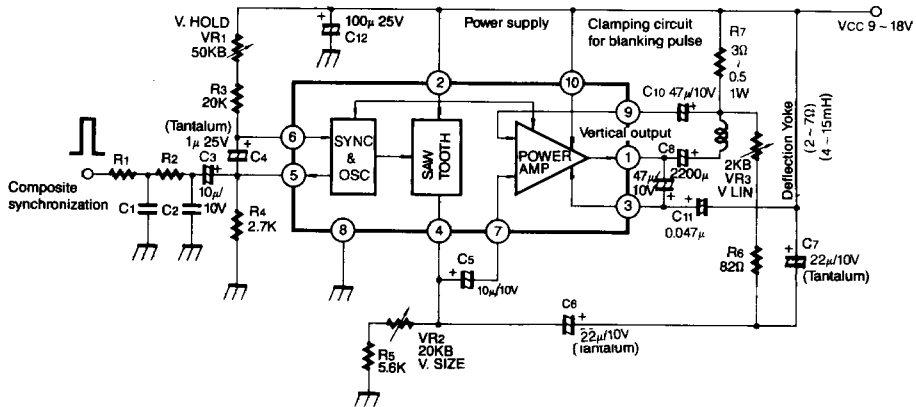 V. HOLD
VR1
50KB
100μ 25V
C12
Power supply
Clamping circuit
for blanking pulse
R7
3Ω
~
0.5
1W
VCC 9 ~ 18V
R3
20K
(Tantalum)
1μ 25V
2
10
C10 47μ/10V
9
6
SYNC
&
OSC
SAW
TOOTH
POWER
AMP
Vertical output
1
C8
2200μ
2KB
VR3
V LIN
Deflection Yoke
(2 ~ 7Ω)
(4 ~ 15mH)
R1
R2
C3
C4
5
10μ/
10V
47μ/
10V
3
C11
0.047μ
Composite
synchronization
C1
C2
R4
2.7K
8
4
7
R6
82Ω
C7
22μ/10V
(Tantalum)
C5
10μ/10V
C6
22μ/10V
(Tantalum)
R5
5.6K
VR2
20KB
V. SIZE